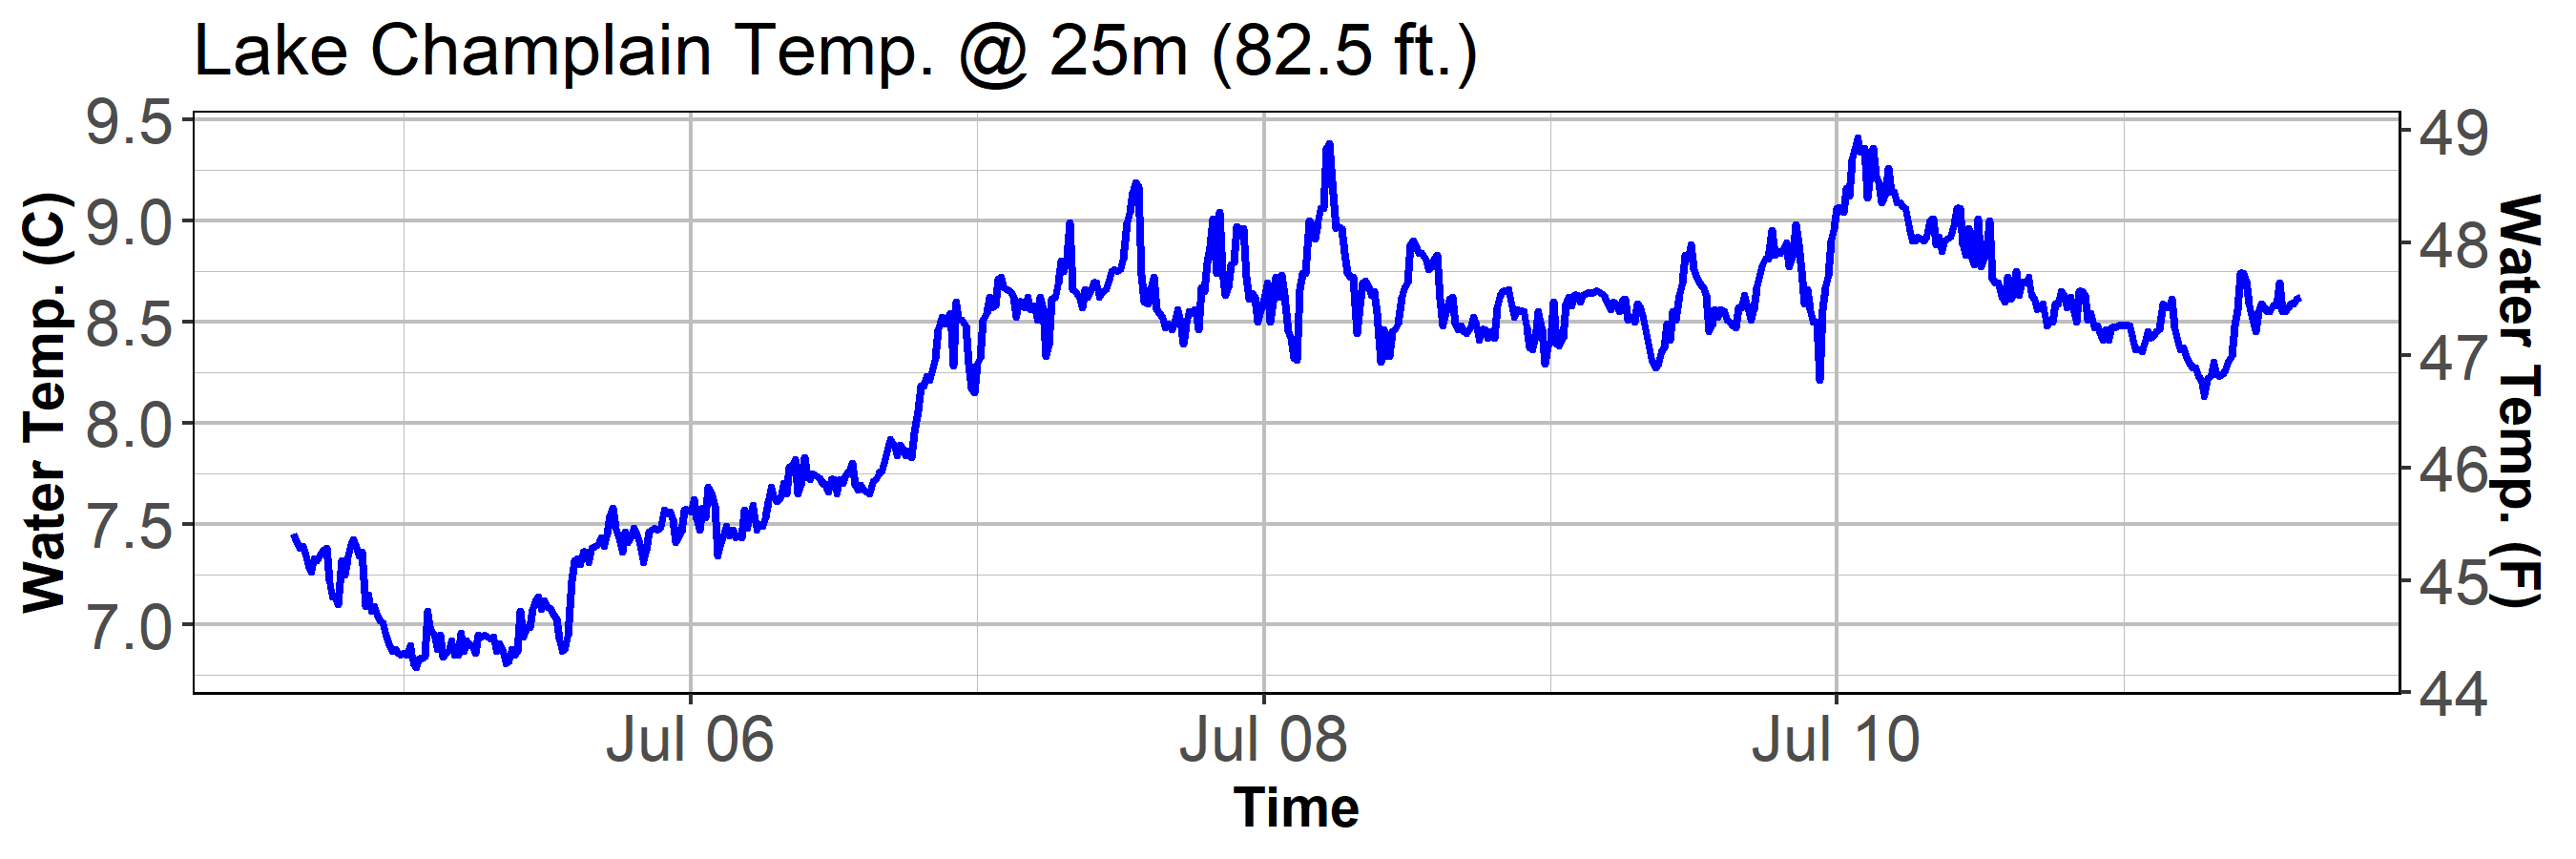 Lake Champlain Temp. @ 25m (82.5 ft.)
Water Temp. (C)
9.5
9.0
8.5
8.0
7.5
7.0
49
48
47
46
45
44
Water Temp. (F)
Jul 06
Jul 08
Jul 10
Time